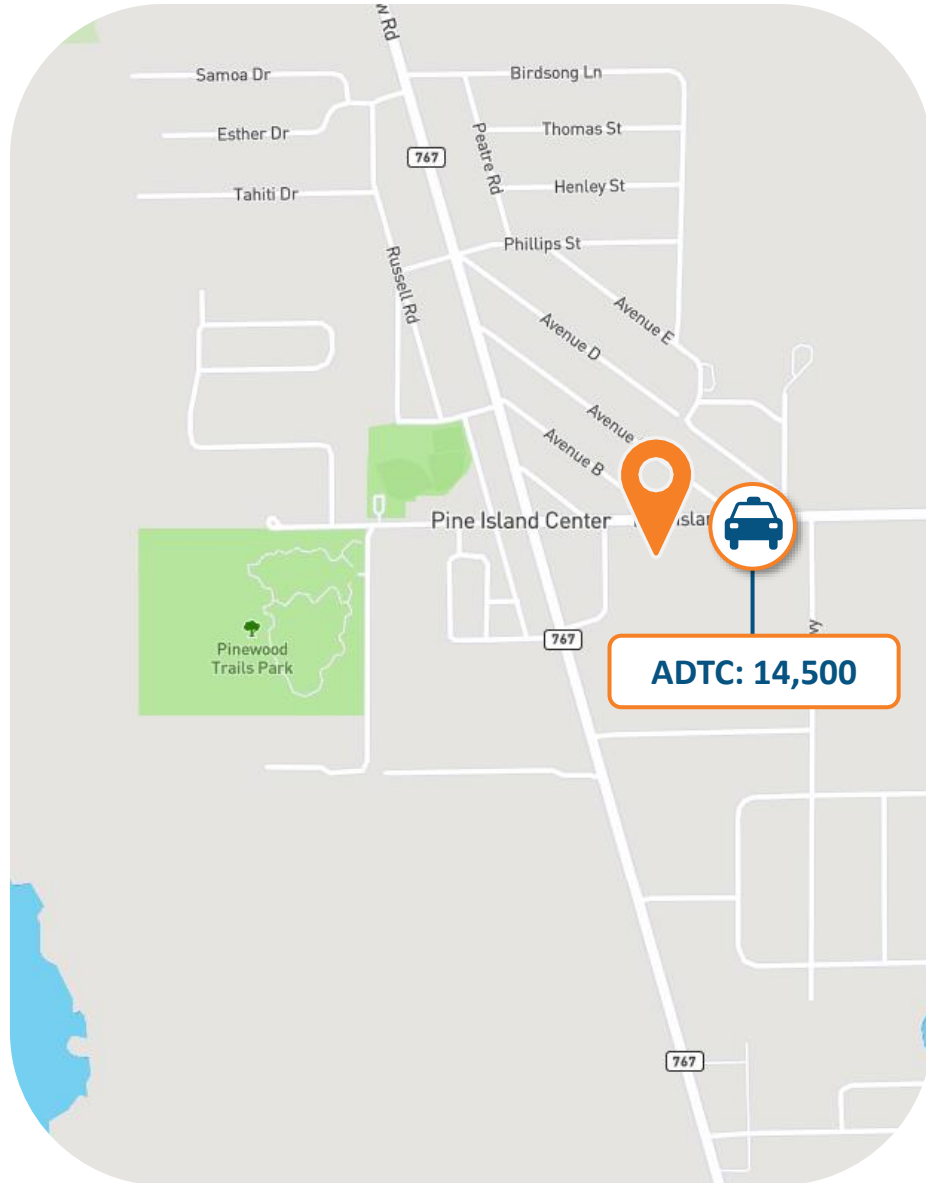 Rd
Samoa Dr
Birdsong Ln
Esther Dr
Thomas St
767
Peatre Rd
Tahiti Dr
Henley St
Phillips St
Russell Rd
Avenue E
Avenue D
Avenue
Avenue B
Pine Island Center
767
Pinewood
Trails Park
ADTC: 14,500
767